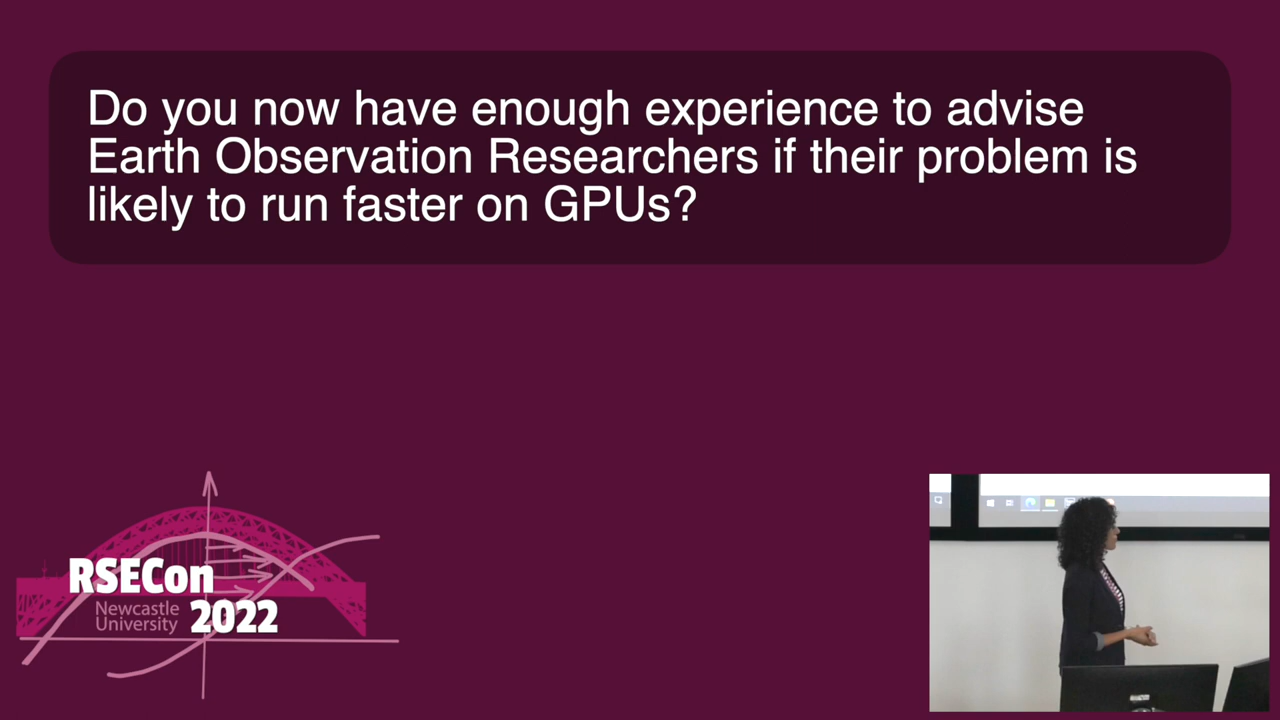 Do you now have enough experience to advise
Earth Observation Researchers if their problem is
likely to run faster on GPUs?
RSECon
Newcastle
University
2022